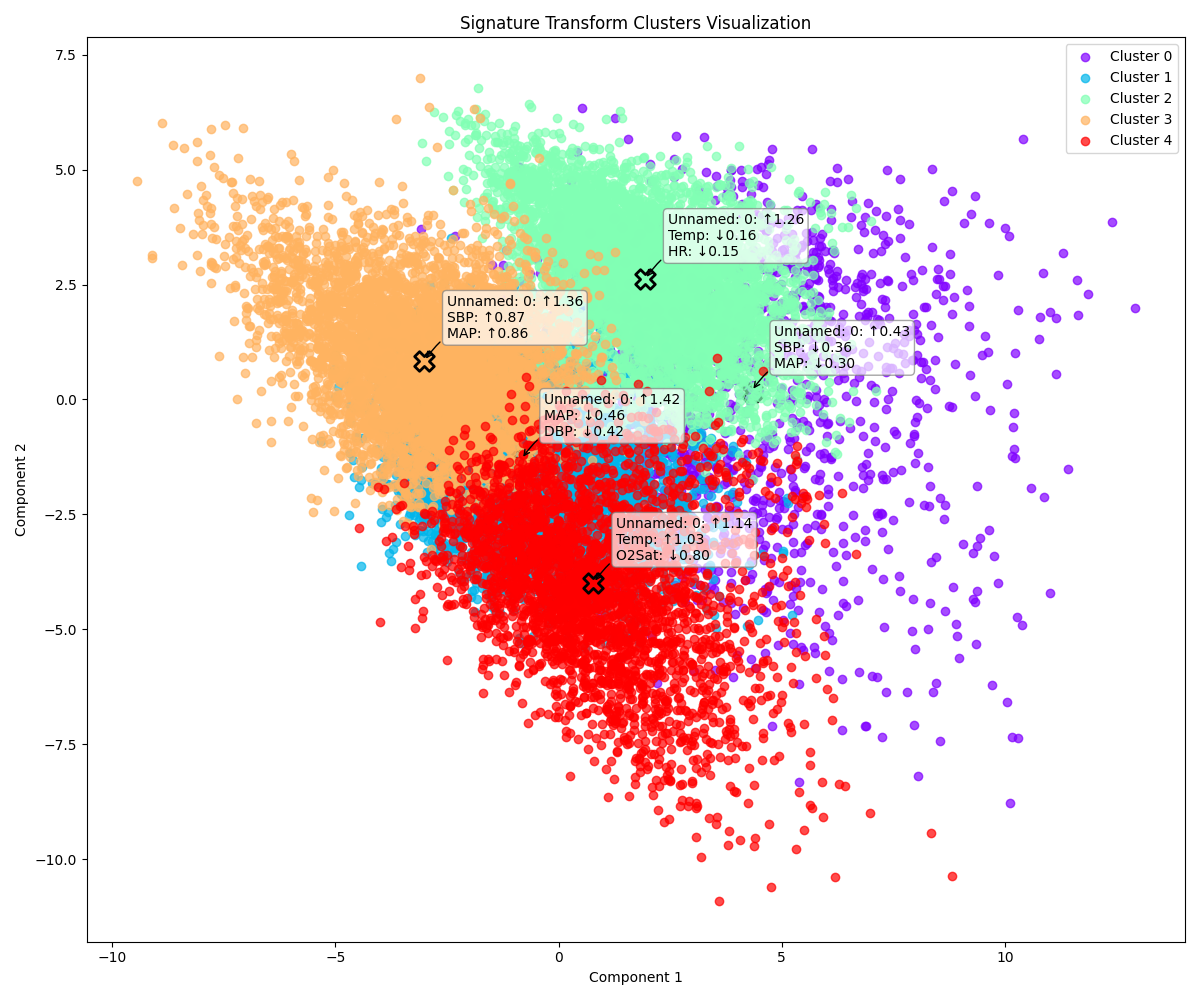 Signature Transform Clusters Visualization
Cluster 0
Cluster 1
Cluster 2
Cluster 3
Cluster 4
Unnamed: 0: ↑1.26
Temp: ↓0.16
HR: ↓0.15
Unnamed: 0: ↑1.36
SBP: ↑0.87
MAP: ↑0.86
Unnamed: 0: ↑0.43
SBP: ↓0.36
MAP: ↓0.30
Unnamed: 0: ↑1.42
MAP: ↓0.46
DBP: ↓0.42
Unnamed: 0: ↑1.14
Temp: ↑1.03
O2Sat: ↓0.80
7.5
5.0
2.5
0.0
−2.5
−5.0
−7.5
−10.0
Component 2
−10
−5
0
5
10
Component 1